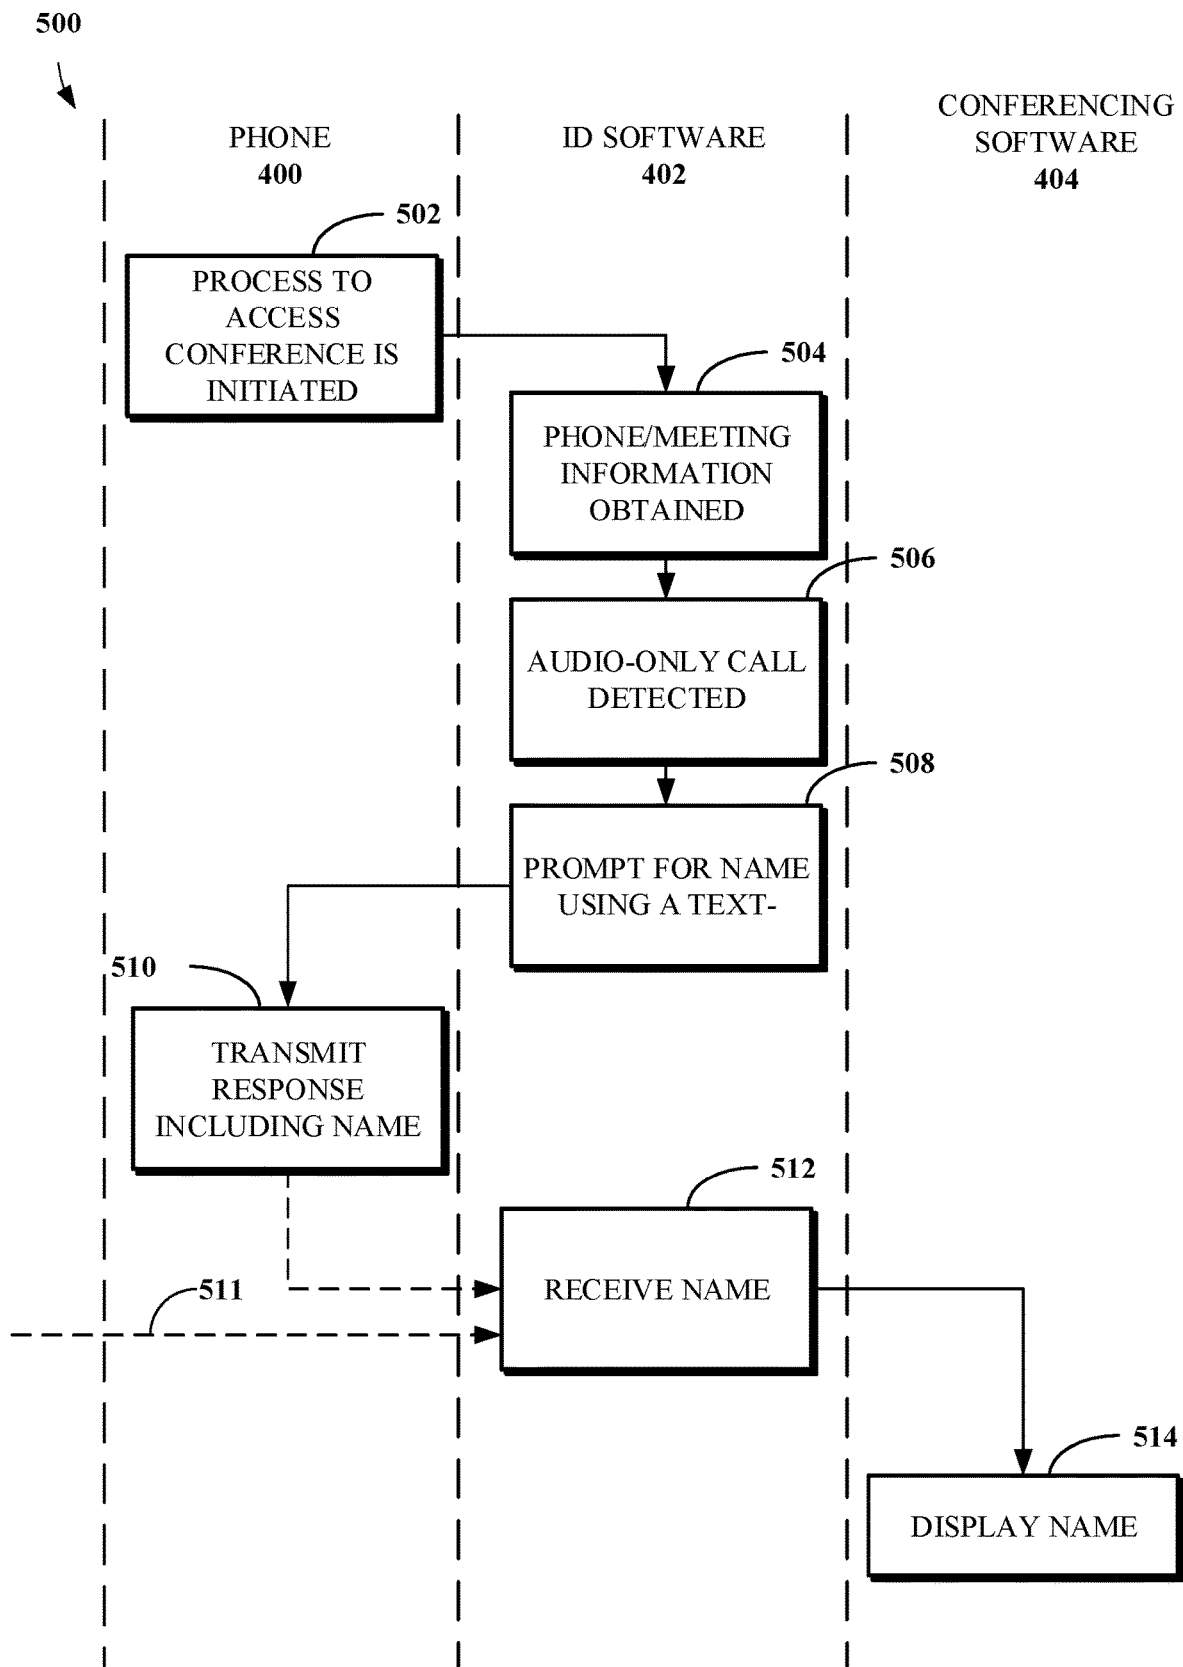 500
PHONE
400
ID SOFTWARE
402
CONFERENCING
SOFTWARE
404
502
PROCESS TO
ACCESS
CONFERENCE IS
INITIATED
504
PHONE/MEETING
INFORMATION
OBTAINED
506
AUDIO-ONLY CALL
DETECTED
508
PROMPT FOR NAME
USING A TEXT-
510
TRANSMIT
RESPONSE
INCLUDING NAME
511
512
RECEIVE NAME
514
DISPLAY NAME